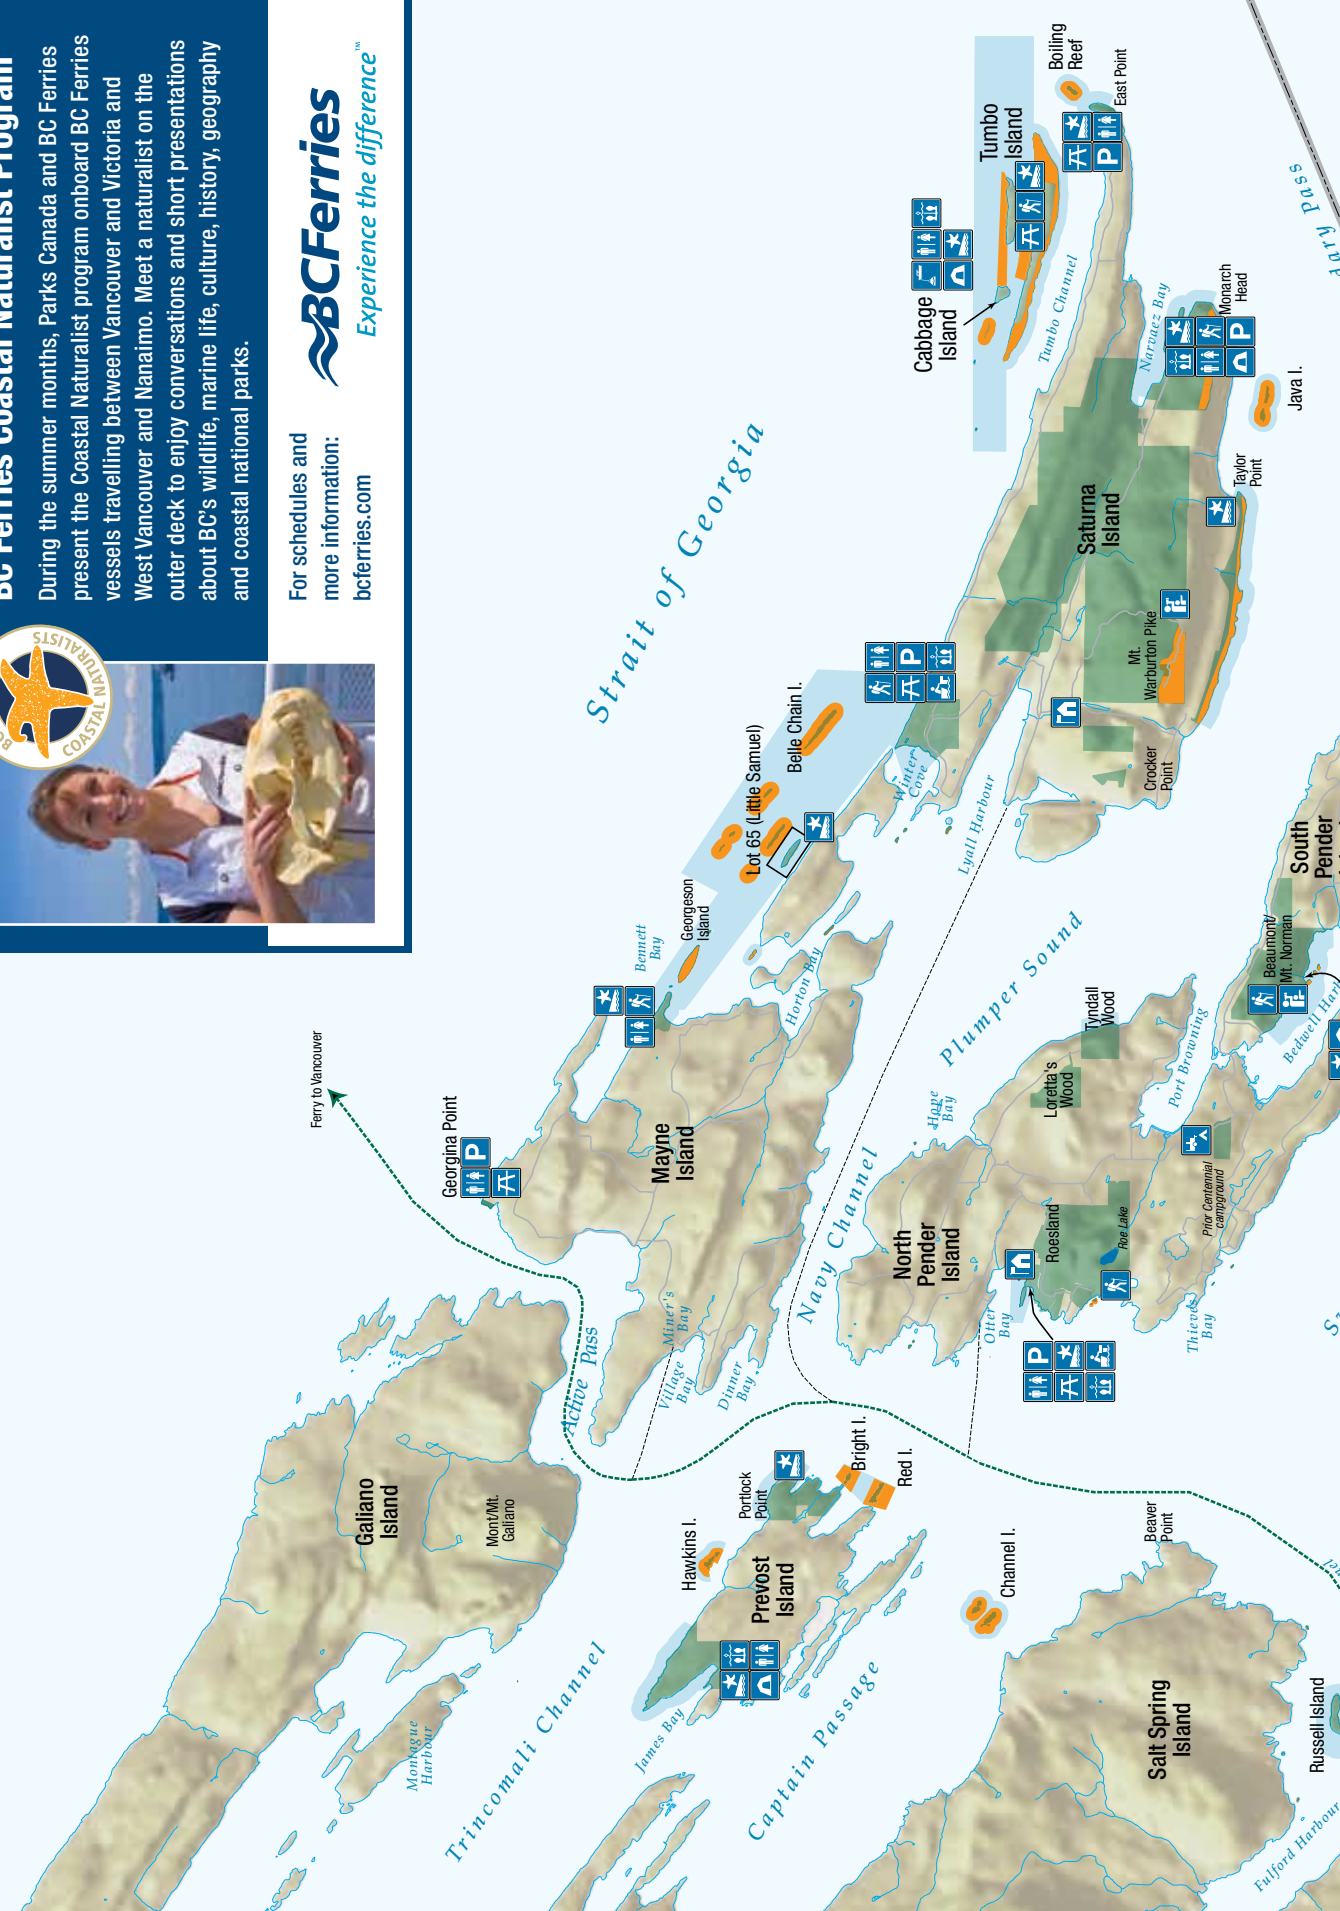 BC Ferries Coastal Naturalist Program
During the summer months, Parks Canada and BC Ferries
present the Coastal Naturalist program onboard BC Ferries
vessels travelling between Vancouver and Victoria and
West Vancouver and Nanaimo. Meet a naturalist on the
outer deck to enjoy conversations and short presentations
about BC's wildlife, marine life, culture, history, geography
and coastal national parks.
COASTAL NATURALISTS
For schedules and
more information:
bcferries.com
BCFerries
Experience the difference™
Ferry to Vancouver
Strait of Georgia
Georgina Point
P
Bennett
Bay
Georgeson
Island
Lot 65 (Little Samuel)
Belle Chain I.
P
Cabbage
Island
Tumbo
Island
Boiling
Reef
East Point
P
Tumbo Channel
Narvaez Bay
Monarch
Head
P
Java I.
Taylor
Point
Saturna
Island
Mt.
Warburton Pike
Crocker
Point
Winter
Cove
Lyall Harbour
Horton Bay
Plumper Sound
Mayne
Island
Active Pass
Miner's
Bay
Village
Bay
Dinner
Bay
Navy Channel
Hope
Bay
North
Pender
Island
Loretta's
Wood
Tyndall
Wood
Port Browning
Beaumont/
Mt. Norman
South
Pender
Roesland
Roe Lake
Prior Centennial
campground
Otter
Bay
P
Thieves
Bay
Galiano
Island
Mont/Mt.
Galiano
Montague
Harbour
Trincomali Channel
Hawkins I.
Portlock
Point
Bright I.
Red I.
Prevost
Island
James Bay
Captain Passage
Channel I.
Beaver
Point
Salt Spring
Island
Russell Island
Fulford Harbour